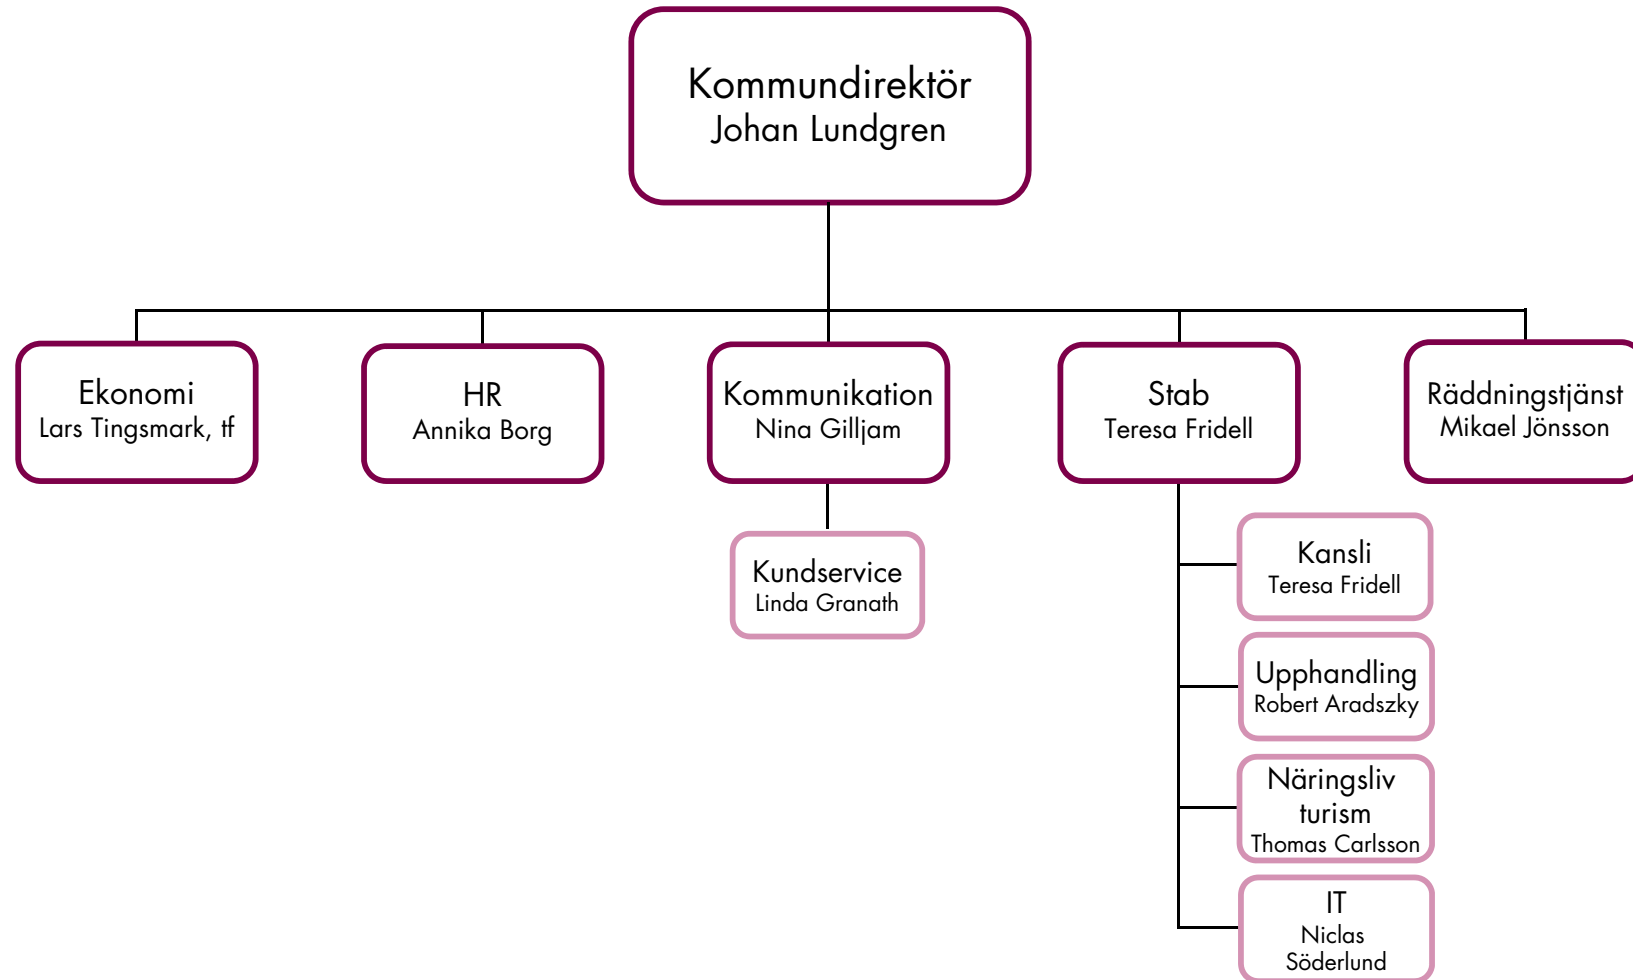 Kommundirektör
Johan Lundgren
Ekonomi
Lars Tingsmark, tf
HR
Annika Borg
Kommunikation
Nina Gilljam
Stab
Teresa Fridell
Räddningstjänst
Mikael Jönsson
Kundservice
Linda Granath
Kansli
Teresa Fridell
Upphandling
Robert Aradszky
Näringsliv
turism
Thomas Carlsson
IT
Niclas
Söderlund